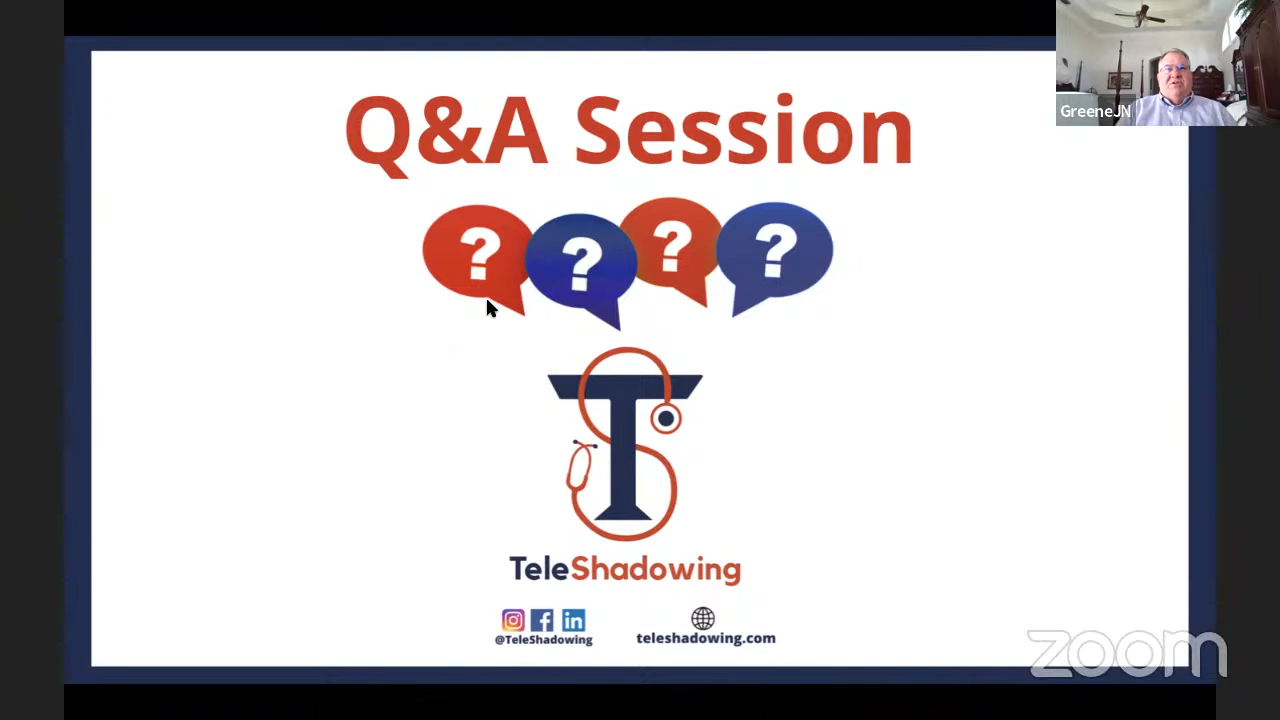 Q&A Session
GreeneJN
? ? ? ?
TeleShadowing
@TeleShadowing
teleshadowing.com
zoom